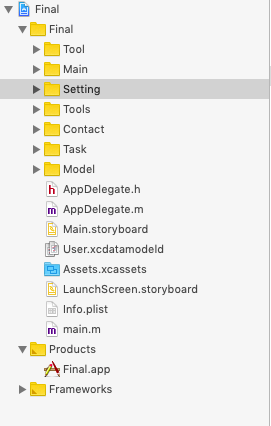 Final
Final
Tool
Main
Setting
Tools
Contact
Task
Model
h AppDelegate.h
m AppDelegate.m
Main.storyboard
User.xcdatamodeld
Assets.xcassets
LaunchScreen.storyboard
Info.plist
m main.m
Products
Final.app
Frameworks